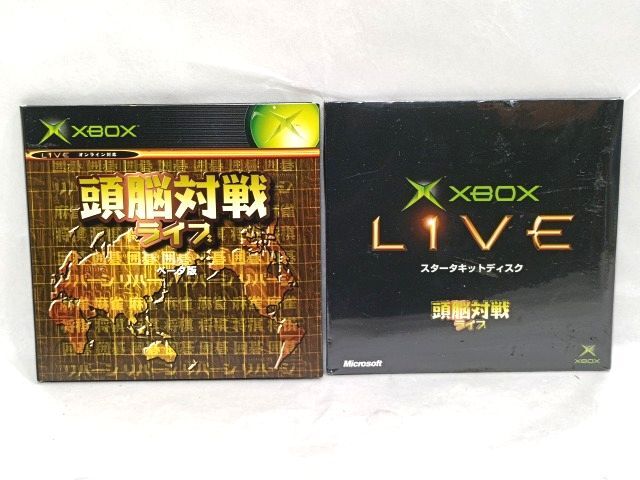 XBOX
LIVE オンライン対応
頭脳対戦
ライブ
ベータ版
XBOX
LIVE
スタータキットディスク
頭脳対戦
ライブ
Microsoft
XBOX